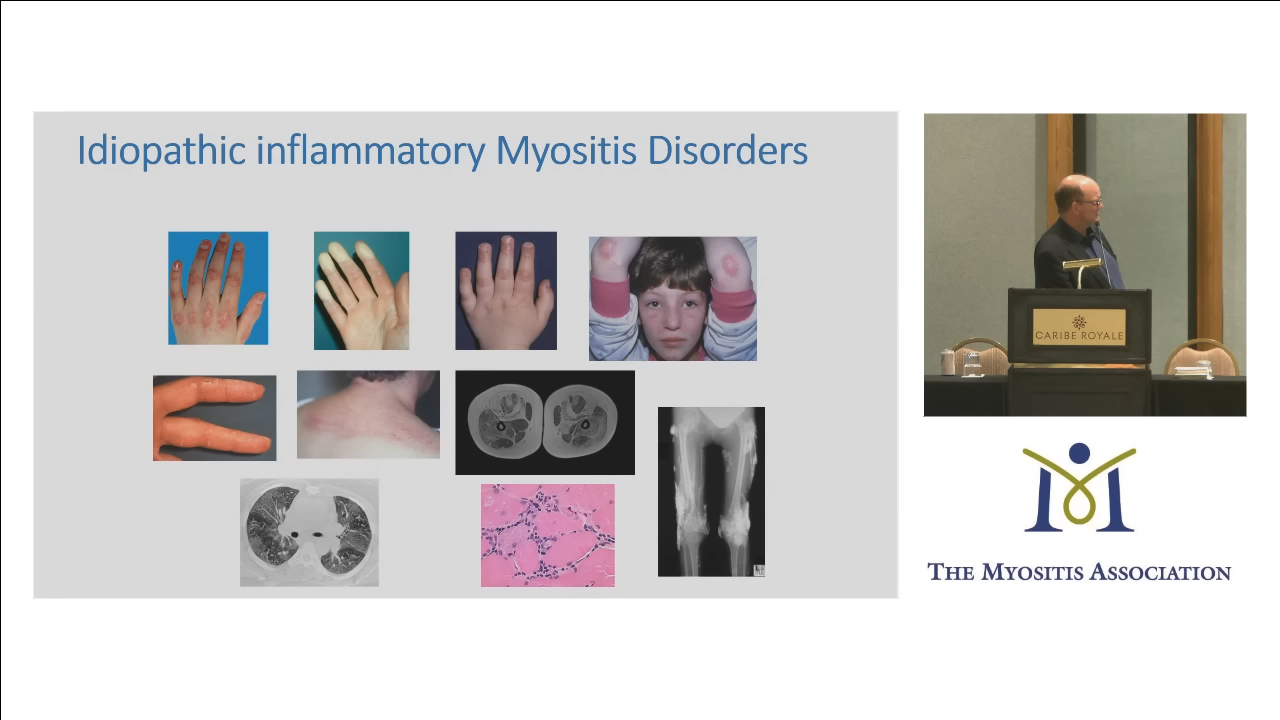 Idiopathic inflammatory Myositis Disorders
CARIBE ROYALE
THE MYOSITIS ASSOCIATION